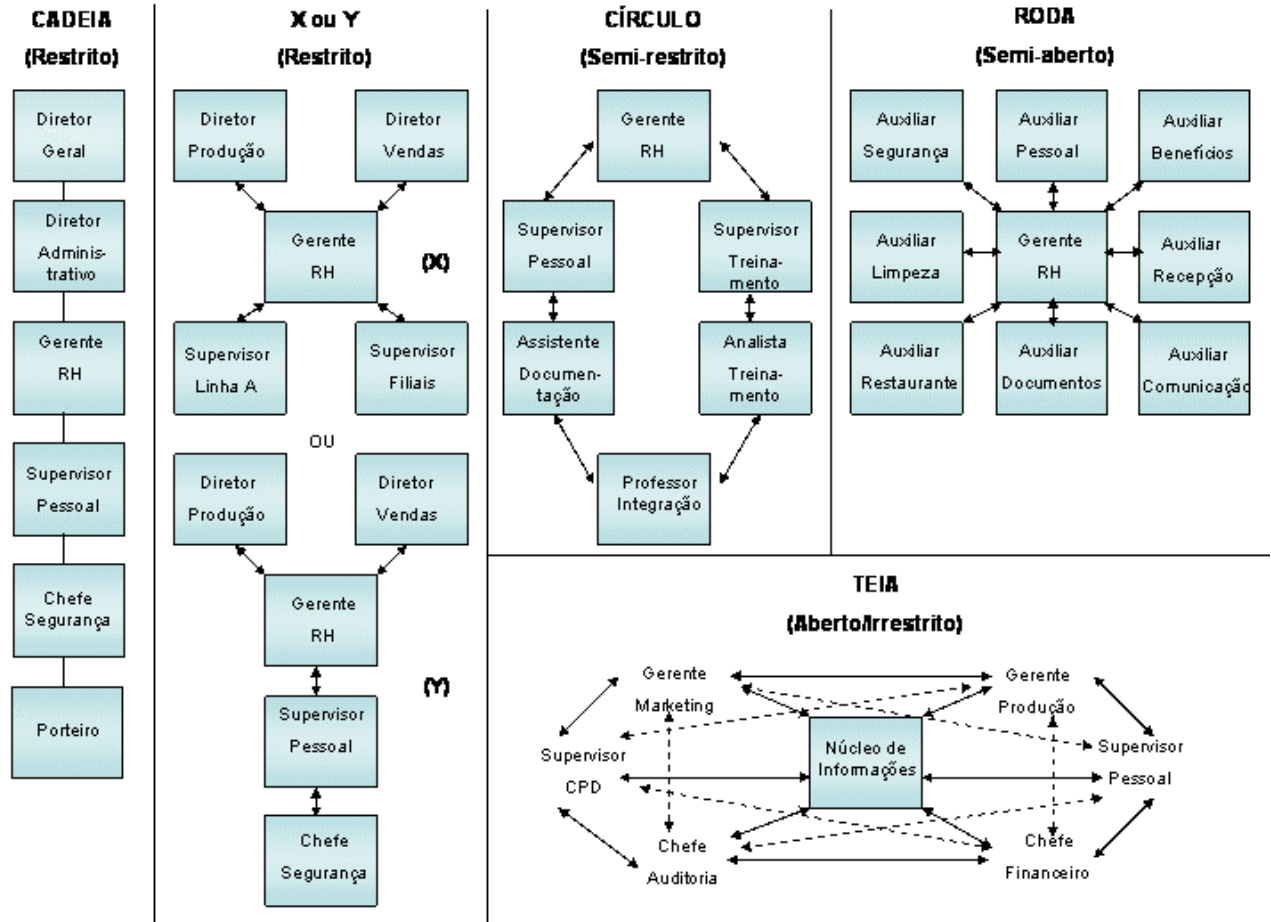 CADEIA
(Restrito)
Diretor
Geral
Diretor
Adminis-
trativo
Gerente
RH
Supervisor
Pessoal
Chefe
Segurança
Porteiro
X ou Y
(Restrito)
Diretor
Produção
Diretor
Vendas
Gerente
RH
(X)
Supervisor
Linha A
Supervisor
Filiais
OU
Diretor
Produção
Diretor
Vendas
Gerente
RH
(Y)
Supervisor
Pessoal
Chefe
Segurança
CÍRCULO
(Semi-restrito)
Gerente
RH
Supervisor
Pessoal
Supervisor
Treina-
mento
Assistente
Documen-
tação
Analista
Treina-
mento
Professor
Integração
RODA
(Semi-aberto)
Auxiliar
Segurança
Auxiliar
Pessoal
Auxiliar
Benefícios
Auxiliar
Limpeza
Gerente
RH
Auxiliar
Recepção
Auxiliar
Restaurante
Auxiliar
Documentos
Auxiliar
Comunicação
TEIA
(Aberto/Irrestrito)
Gerente
Marketing
Gerente
Produção
Supervisor
CPD
Núcleo de
Informações
Supervisor
Pessoal
Chefe
Auditoria
Chefe
Financeiro